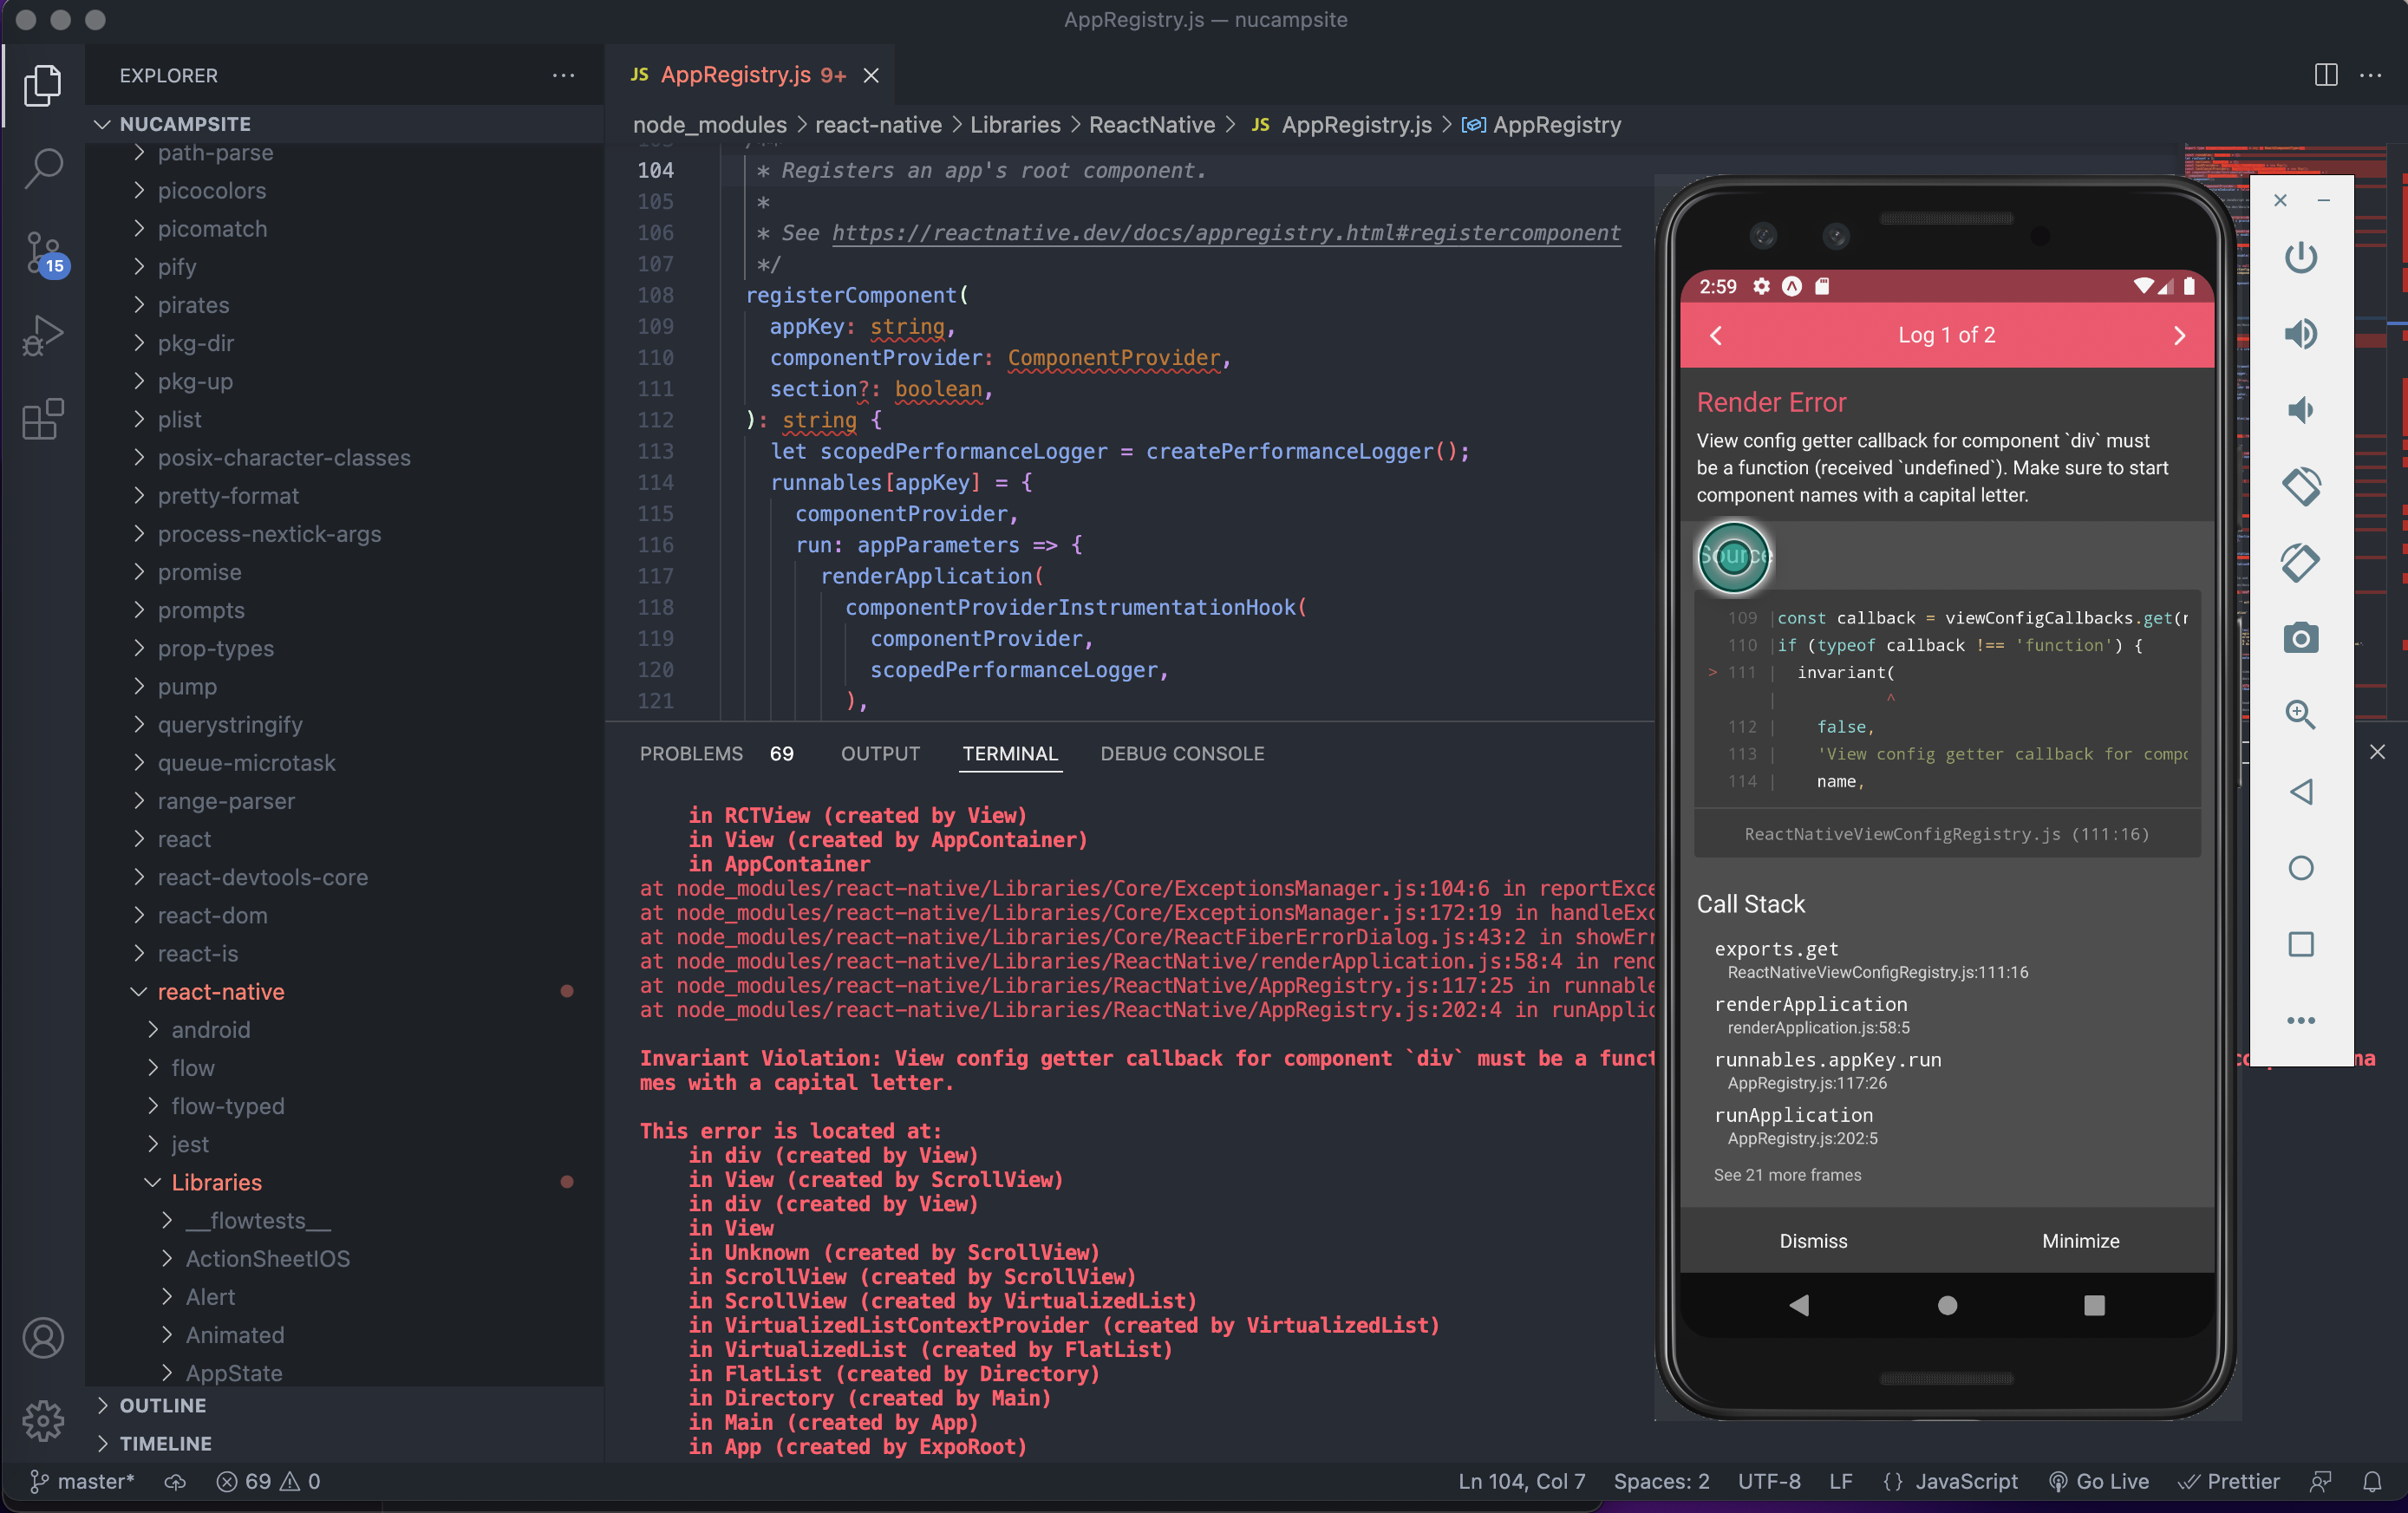 AppRegistry.js — nucampsite
EXPLORER
NUCAMPSITE
path-parse
picocolors
picomatch
pify
pirates
pkg-dir
pkg-up
plist
posix-character-classes
pretty-format
process-nextick-args
promise
prompts
prop-types
pump
querystringify
queue-microtask
range-parser
react
react-devtools-core
react-dom
react-is
react-native
android
flow
flow-typed
jest
Libraries
__flowtests__
ActionSheetIOS
Alert
Animated
AppState
OUTLINE
TIMELINE
15
JS AppRegistry.js 9+
node_modules > react-native > Libraries > ReactNative > JS AppRegistry.js > AppRegistry
103 /**
104 * Registers an app's root component.
105 *
106 * See https://reactnative.dev/docs/appregistry.html#registercomponent
107 */
108 registerComponent(
109 appKey: string,
110 componentProvider: ComponentProvider,
111 section?: boolean,
112 ): string {
113 let scopedPerformanceLogger = createPerformanceLogger();
114 runnables[appKey] = {
115 componentProvider,
116 run: appParameters => {
117 renderApplication(
118 componentProviderInstrumentationHook(
119 componentProvider,
120 scopedPerformanceLogger,
121 ),
PROBLEMS 69 OUTPUT TERMINAL DEBUG CONSOLE
in RCTView (created by View)
in View (created by AppContainer)
in AppContainer
at node_modules/react-native/Libraries/Core/ExceptionsManager.js:104:6 in reportExce
at node_modules/react-native/Libraries/Core/ExceptionsManager.js:172:19 in handleExc
at node_modules/react-native/Libraries/Core/ReactFiberErrorDialog.js:43:2 in showErr
at node_modules/react-native/Libraries/ReactNative/renderApplication.js:58:4 in rend
at node_modules/react-native/Libraries/ReactNative/AppRegistry.js:117:25 in runnable
at node_modules/react-native/Libraries/ReactNative/AppRegistry.js:202:4 in runApplic
Invariant Violation: View config getter callback for component `div` must be a funct na
mes with a capital letter.
This error is located at:
in div (created by View)
in View (created by ScrollView)
in div (created by View)
in View
in Unknown (created by ScrollView)
in ScrollView (created by ScrollView)
in ScrollView (created by VirtualizedList)
in VirtualizedListContextProvider (created by VirtualizedList)
in VirtualizedList (created by FlatList)
in FlatList (created by Directory)
in Directory (created by Main)
in Main (created by App)
in App (created by ExpoRoot)
2:59
Log 1 of 2
Render Error
View config getter callback for component `div` must
be a function (received `undefined`). Make sure to start
component names with a capital letter.
Source
109 |const callback = viewConfigCallbacks.get(r
110 |if (typeof callback !== 'function') {
> 111 | invariant(
| ^
112 | false,
113 | 'View config getter callback for compo
114 | name,
ReactNativeViewConfigRegistry.js (111:16)
Call Stack
exports.get
ReactNativeViewConfigRegistry.js:111:16
renderApplication
renderApplication.js:58:5
runnables.appKey.run
AppRegistry.js:117:26
runApplication
AppRegistry.js:202:5
See 21 more frames
Dismiss Minimize
master* 69 0 Ln 104, Col 7 Spaces: 2 UTF-8 LF {} JavaScript Go Live Prettier